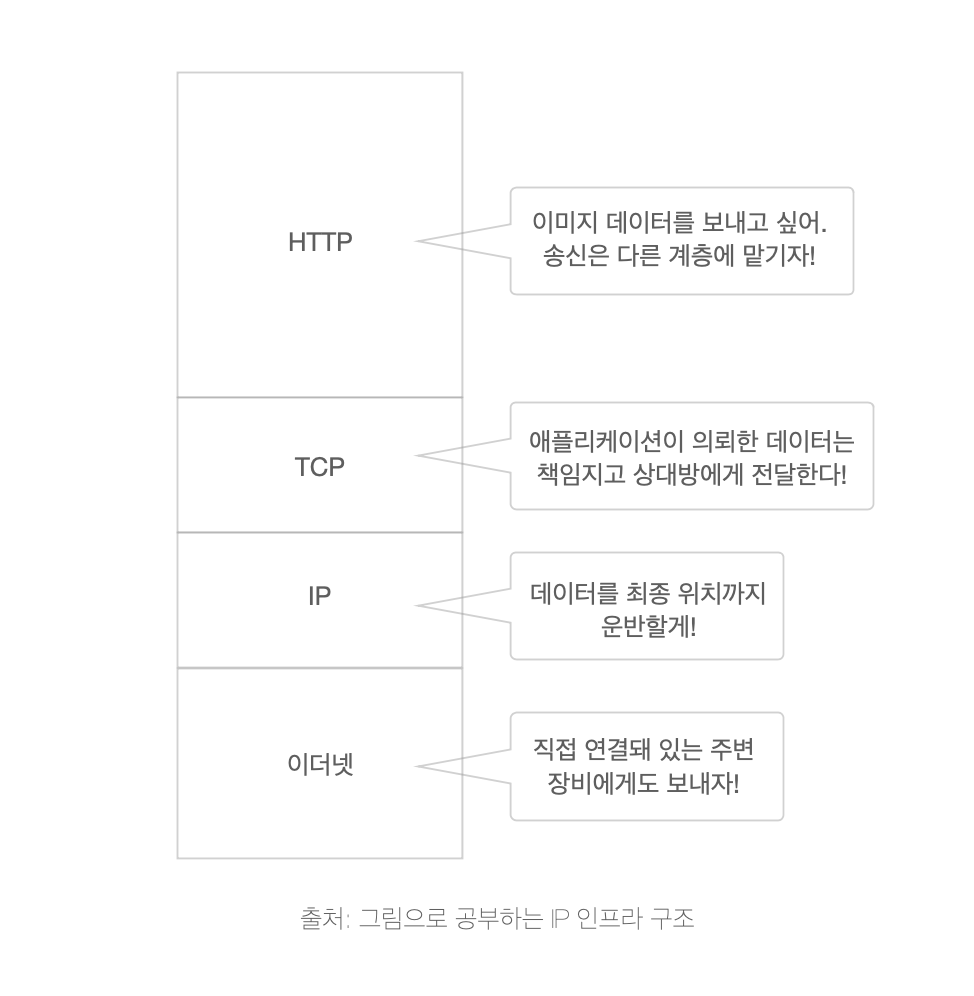 HTTP
이미지 데이터를 보내고 싶어.
송신은 다른 계층에 맡기자!
TCP
애플리케이션이 의뢰한 데이터는
책임지고 상대방에게 전달한다!
IP
데이터를 최종 위치까지
운반할게!
이더넷
직접 연결돼 있는 주변
장비에게도 보내자!
출처: 그림으로 공부하는 IP 인프라 구조